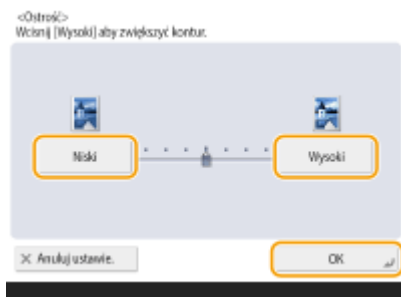 <Ostrość>
Wciśnij [Wysoki] aby zwiększyć kontur.
Niski
Wysoki
Anuluj ustawie.
OK